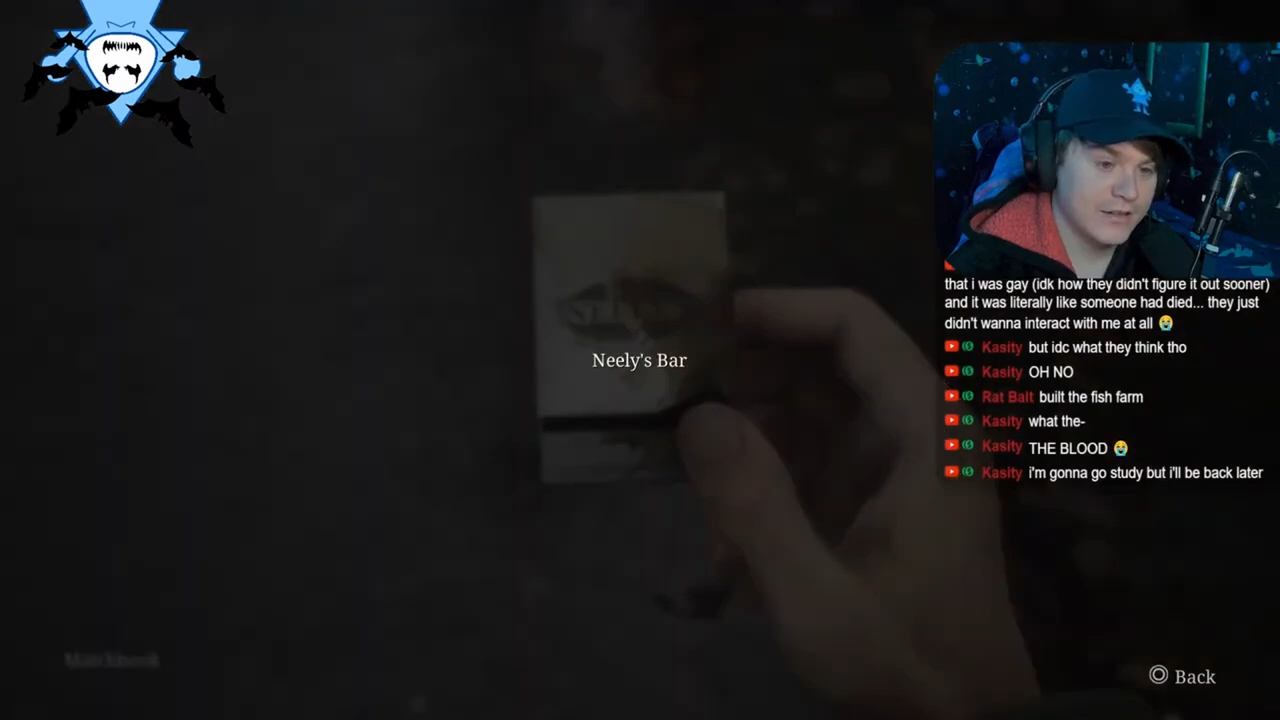 Neely's Bar
that i was gay (idk how they didn't figure it out sooner)
and it was literally like someone had died... they just
didn't wanna interact with me at all 😭
Kasity but idc what they think tho
Kasity OH NO
Rat Balt built the fish farm
Kasity what the-
Kasity THE BLOOD 😭
Kasity i'm gonna go study but i'll be back later
Matchbook
Back